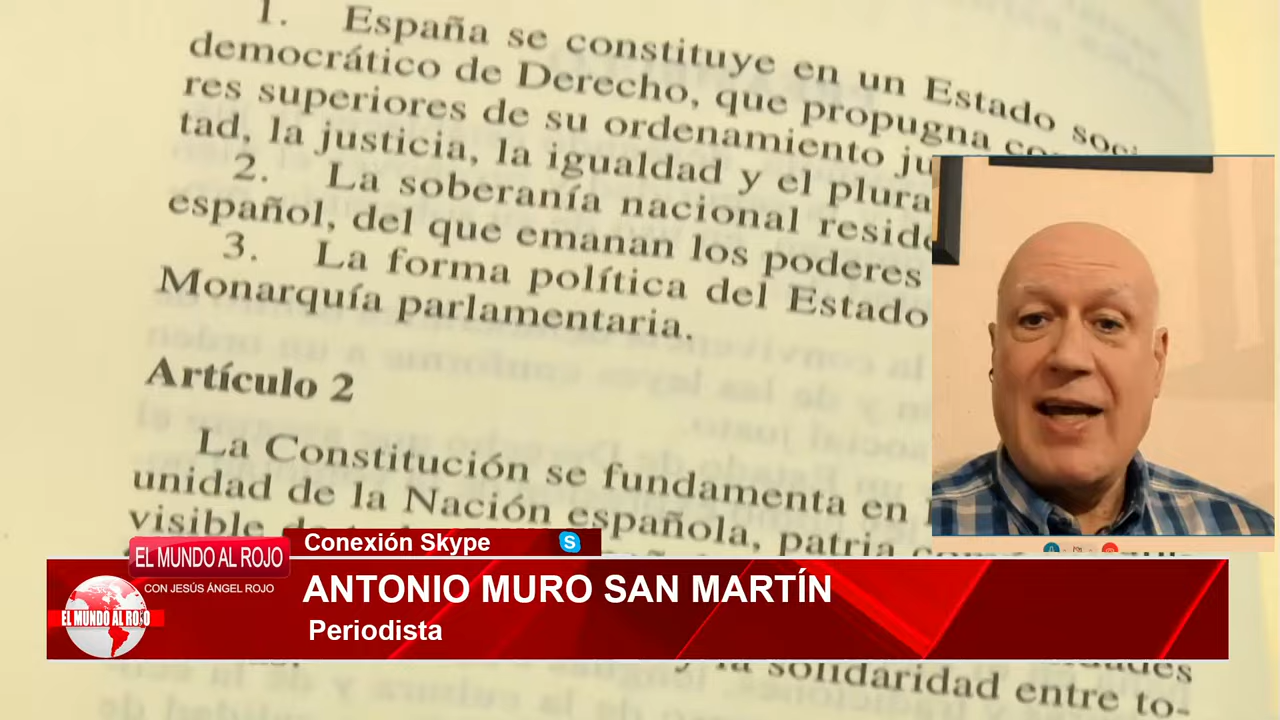 1. España se constituye en un Estado soci
democrático de Derecho, que propugna co
res superiores de su ordenamiento ju
tad, la justicia, la igualdad y el plura
2. La soberanía nacional reside
español, del que emanan los poderes
3. La forma política del Estado
Monarquía parlamentaria.
Artículo 2
La Constitución se fundamenta en
unidad de la Nación española, patria
visible
Conexión Skype
EL MUNDO AL ROJO
CON JESÚS ÁNGEL ROJO
EL MUNDO AL ROJO
ANTONIO MURO SAN MARTÍN
Periodista
y la solidaridad entre to-